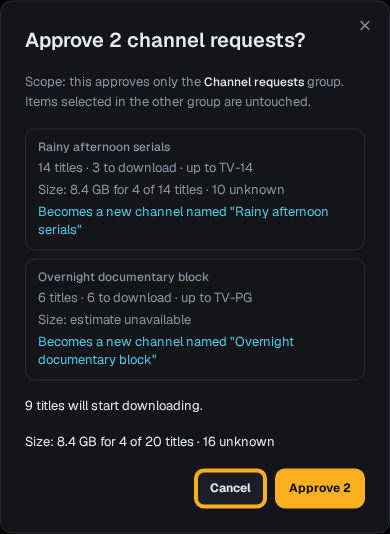 Approve 2 channel requests?
Scope: this approves only the Channel requests group.
Items selected in the other group are untouched.
Rainy afternoon serials
14 titles · 3 to download · up to TV-14
Size: 8.4 GB for 4 of 14 titles · 10 unknown
Becomes a new channel named "Rainy afternoon
serials"
Overnight documentary block
6 titles · 6 to download · up to TV-PG
Size: estimate unavailable
Becomes a new channel named "Overnight
documentary block"
9 titles will start downloading.
Size: 8.4 GB for 4 of 20 titles · 16 unknown
Cancel
Approve 2